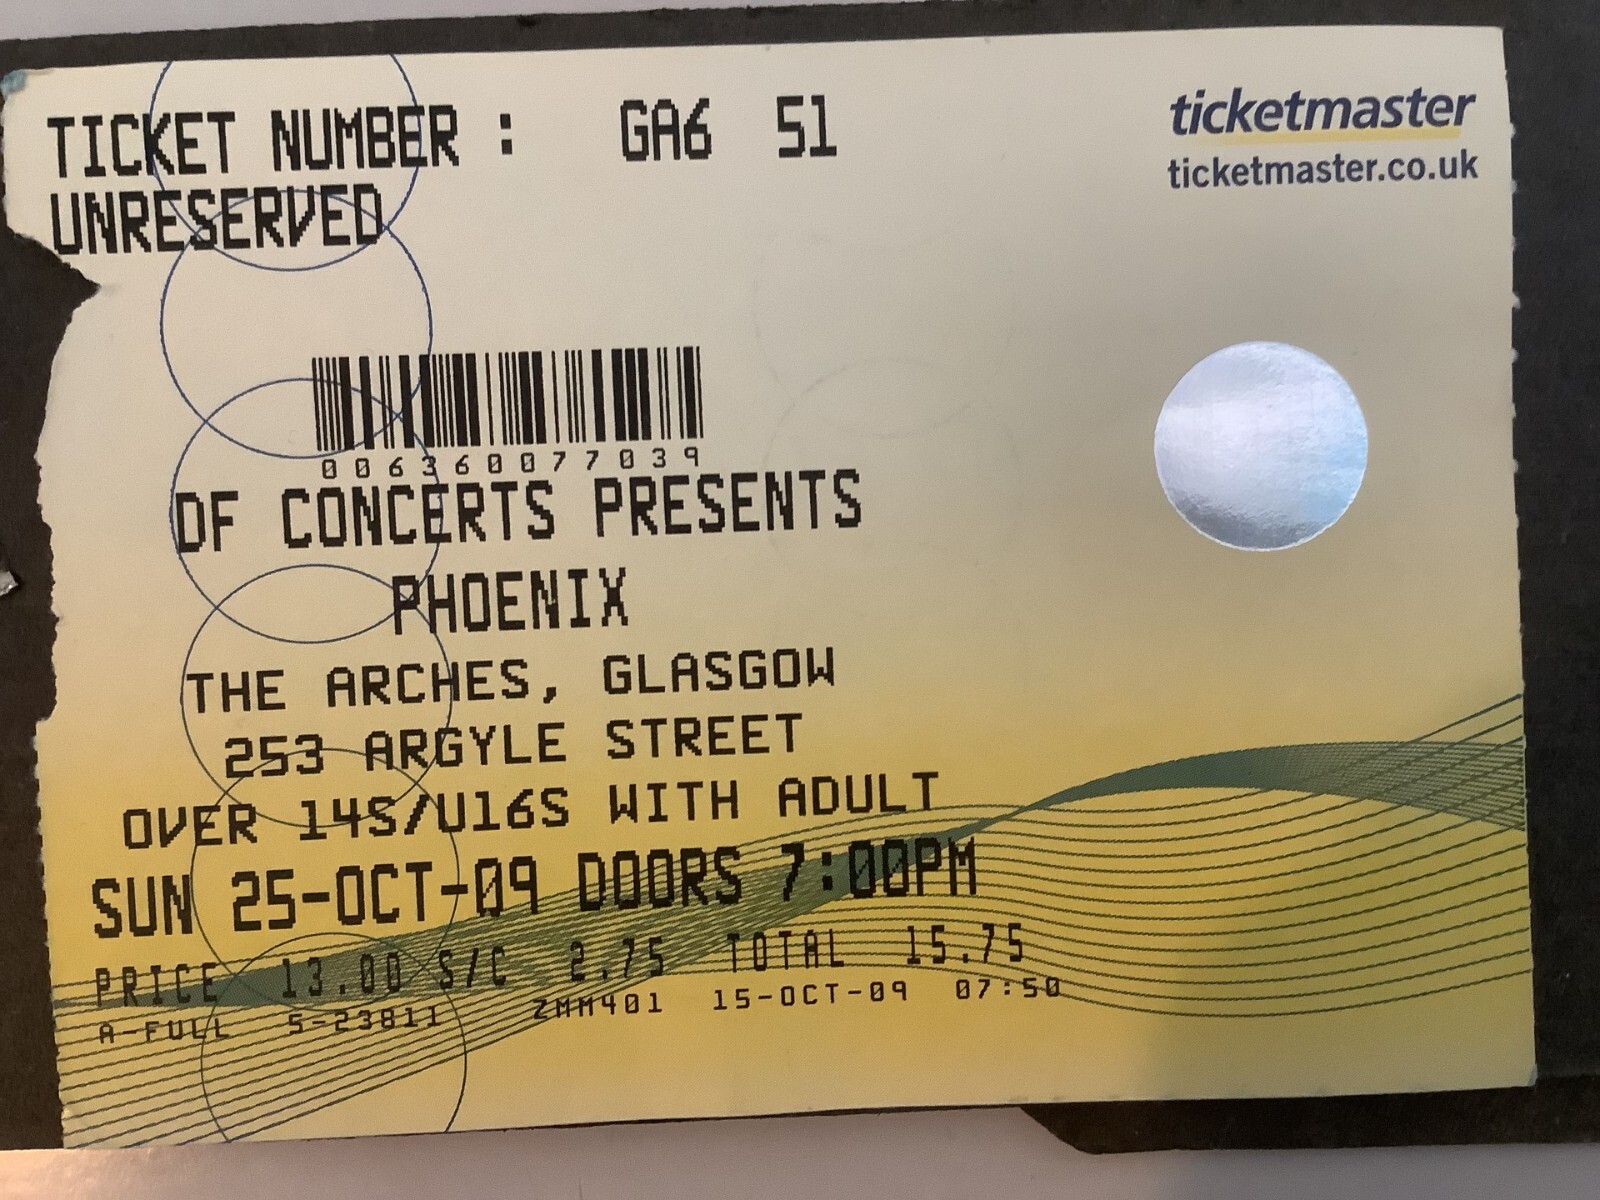 TICKET NUMBER : GA6 51
UNRESERVED
ticketmaster
ticketmaster.co.uk
006360077039
DF CONCERTS PRESENTS
PHOENIX
THE ARCHES, GLASGOW
253 ARGYLE STREET
OVER 14S/U16S WITH ADULT
SUN 25-OCT-09 DOORS 7:00PM
PRICE 13.00 S/C 2.75 TOTAL 15.75
A-FULL 5-23811 ZMM401 15-OCT-09 07:50